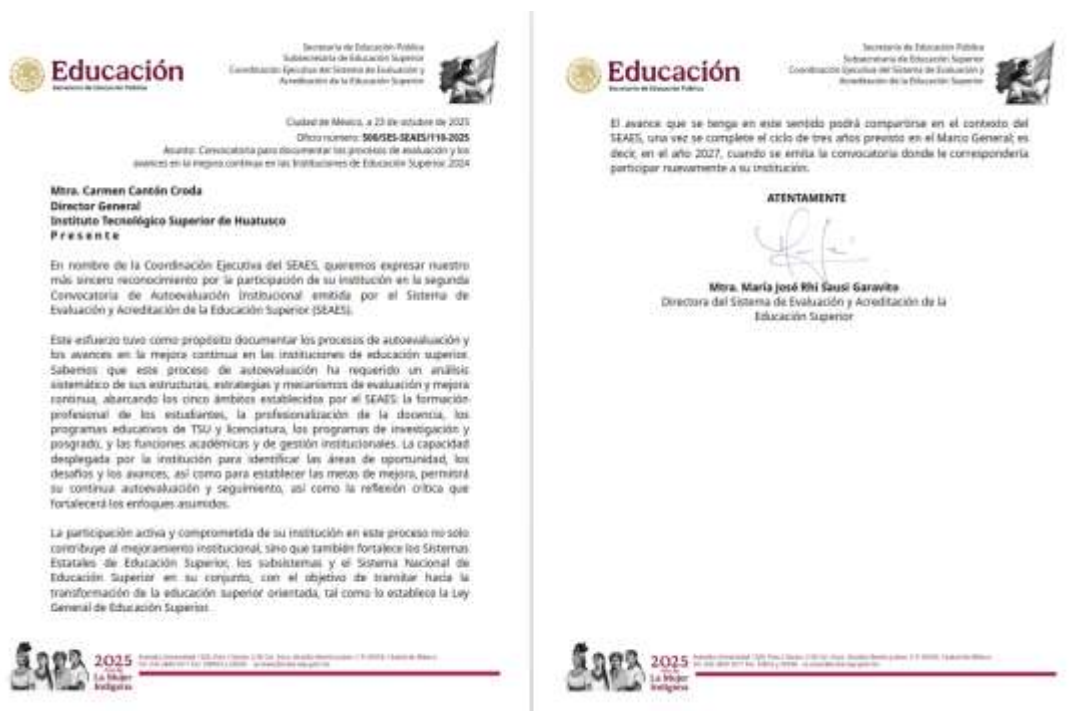 Educación
Secretaría de Educación Pública
Secretaría de Educación Pública
Subsecretaría de Educación Superior
Coordinación Ejecutiva del Sistema de Evaluación y
Acreditación de la Educación Superior
Ciudad de México, a 23 de octubre de 2025
Oficio número: 500/SES-SEAES/110-2025
Asunto: Convocatoria para documentar los procesos de evaluación y los
avances en la mejora continua en las Instituciones de Educación Superior 2024
Mtra. Carmen Cantón Croda
Director General
Instituto Tecnológico Superior de Huatusco
P r e s e n t e
En nombre de la Coordinación Ejecutiva del SEAES, queremos expresar nuestro
más sincero reconocimiento por la participación de su institución en la segunda
Convocatoria de Autoevaluación Institucional emitida por el Sistema de
Evaluación y Acreditación de la Educación Superior (SEAES).
Este esfuerzo tuvo como propósito documentar los procesos de autoevaluación y
los avances en la mejora continua en las instituciones de educación superior.
Sabemos que este proceso de autoevaluación ha requerido un análisis
sistemático de sus estructuras, estrategias y mecanismos de evaluación y mejora
continua, abarcando los cinco ámbitos establecidos por el SEAES: la formación
profesional de los estudiantes, la profesionalización de la docencia, los
programas educativos de TSU y licenciatura, los programas de investigación y
posgrado, y las funciones académicas y de gestión institucionales. La capacidad
desplegada por la institución para identificar las áreas de oportunidad, los
desafíos y los avances, así como para establecer las metas de mejora, permitirá
su continua autoevaluación y seguimiento, así como la reflexión crítica que
fortalecerá los enfoques asumidos.
La participación activa y comprometida de su institución en este proceso no solo
contribuye al mejoramiento institucional, sino que también fortalece los Sistemas
Estatales de Educación Superior, los subsistemas y el Sistema Nacional de
Educación Superior en su conjunto, con el objetivo de transitar hacia la
transformación de la educación superior orientada, tal como lo establece la Ley
General de Educación Superior.
2025
Año de
La Mujer
Indígena
Educación
Secretaría de Educación Pública
Secretaría de Educación Pública
Subsecretaría de Educación Superior
Coordinación Ejecutiva del Sistema de Evaluación y
Acreditación de la Educación Superior
El avance que se tenga en este sentido podrá compartirse en el contexto del
SEAES, una vez se complete el ciclo de tres años previsto en el Marco General; es
decir, en el año 2027, cuando se emita la convocatoria donde le correspondería
participar nuevamente a su institución.
ATENTAMENTE
Mtra. María José Rhi Sausi Garavito
Directora del Sistema de Evaluación y Acreditación de la
Educación Superior
2025
Año de
La Mujer
Indígena